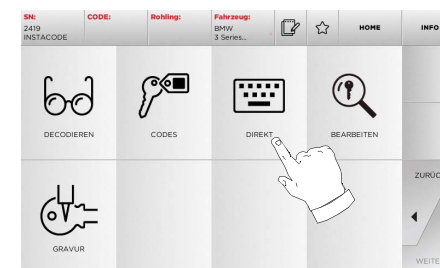 SN: CODE: Rohling: Fahrzeug:
2419 BMW HOME INFO
INSTACODE 3 Series...
DECODIEREN CODES DIREKT BEARBEITEN
ZURÜC
GRAVUR
WEITE